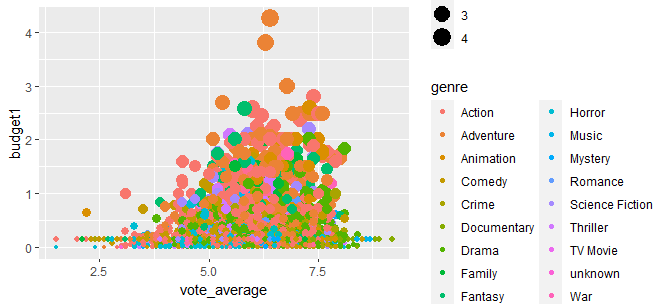 4
3
2
1
0
budget1
2.5 5.0 7.5
vote_average
3
4
genre
Action Horror
Adventure Music
Animation Mystery
Comedy Romance
Crime Science Fiction
Documentary Thriller
Drama TV Movie
Family unknown
Fantasy War